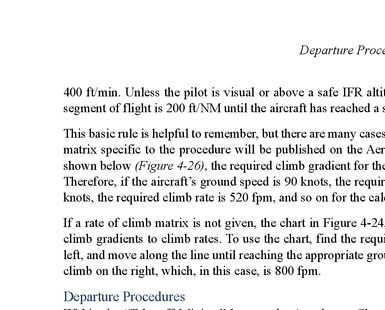 Departure Proce
400 ft/min. Unless the pilot is visual or above a safe IFR alti
segment of flight is 200 ft/NM until the aircraft has reached a s
This basic rule is helpful to remember, but there are many cases
matrix specific to the procedure will be published on the Aer
shown below (Figure 4-26), the required climb gradient for the
Therefore, if the aircraft's ground speed is 90 knots, the requir
knots, the required climb rate is 520 fpm, and so on for the cal
If a rate of climb matrix is not given, the chart in Figure 4-24
climb gradients to climb rates. To use the chart, find the requi
left, and move along the line until reaching the appropriate gro
climb on the right, which, in this case, is 800 fpm.
Departure Procedures